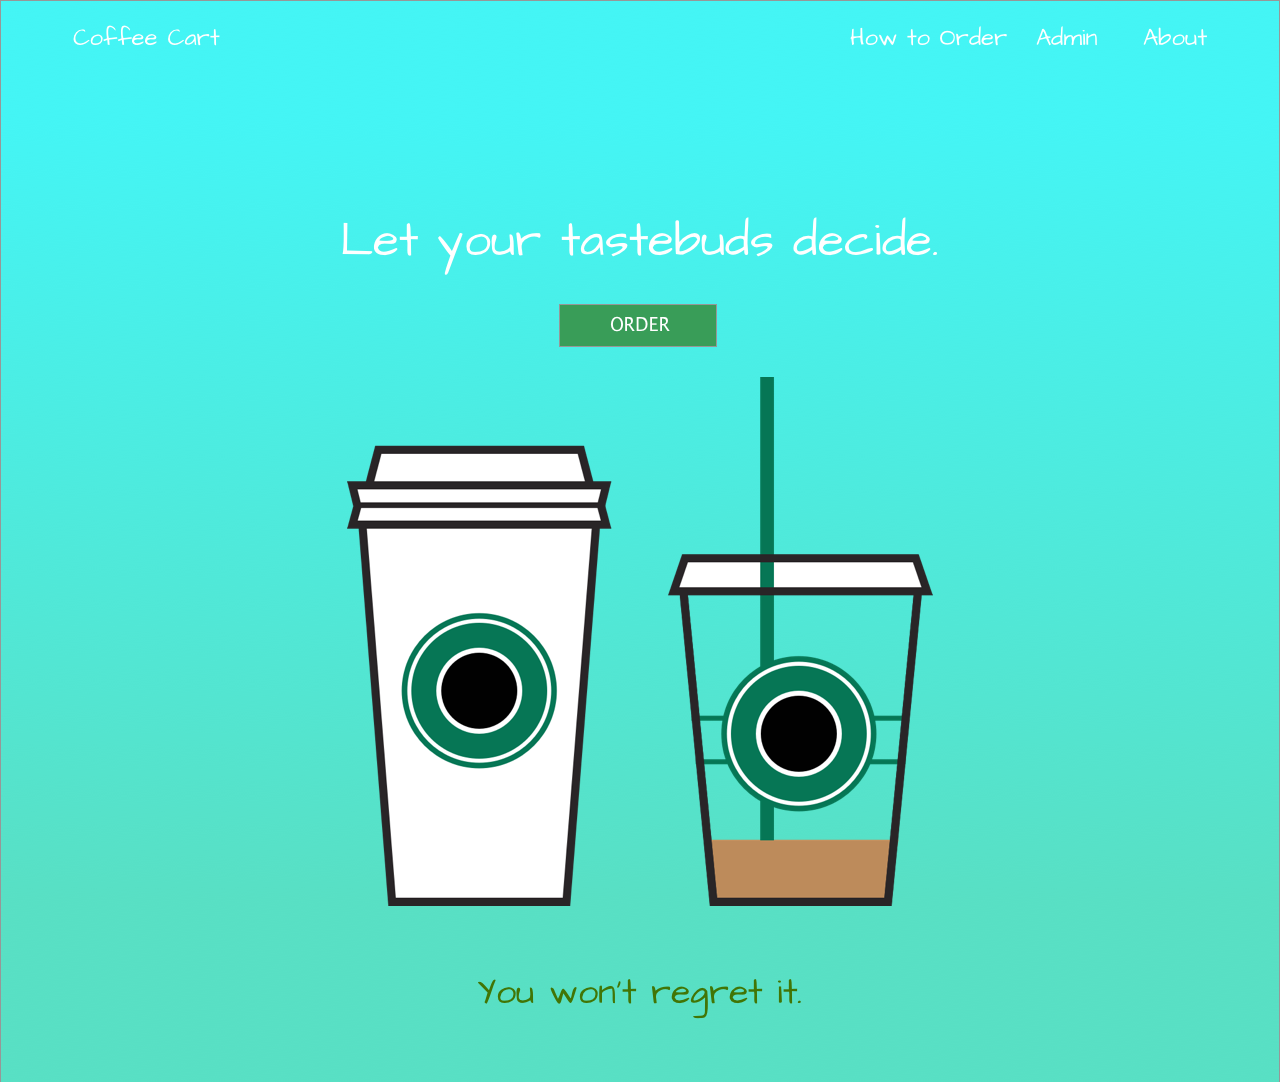 Coffee Cart How to Order Admin About
Let your tastebuds decide.
ORDER
You won't regret it.